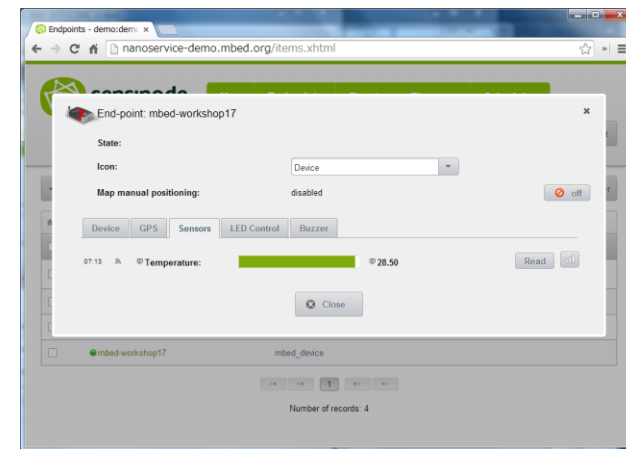 Endpoints - demo:dem
nanoservice-demo.mbed.org/items.xhtml
End-point: mbed-workshop17
State:
Icon: Device
Map manual positioning: disabled off
Device GPS Sensors LED Control Buzzer
07:13 Temperature: 28.50 Read
Close
mbed-workshop17 mbed_device
1
Number of records: 4